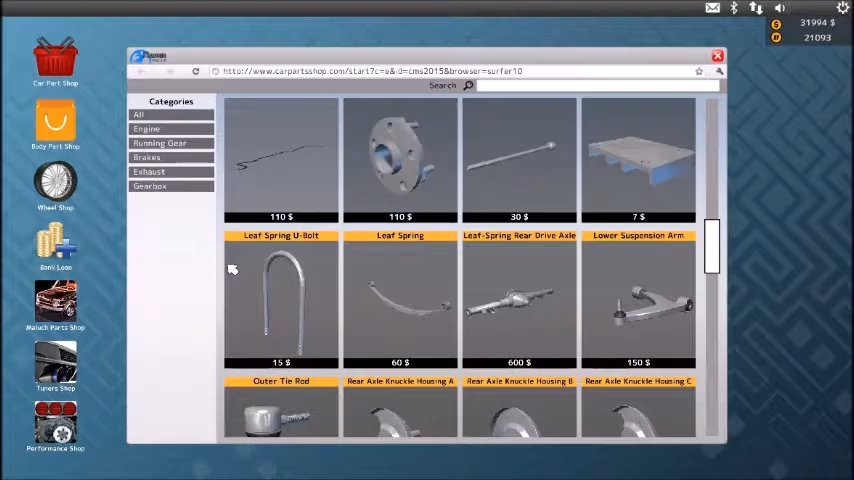 31994 $
21093
Car Part Shop
Body Part Shop
Wheel Shop
Bank Loan
Maluch Parts Shop
Tuners Shop
Performance Shop
http://www.carpartsshop.com/start?c=e&id=cms2015&browser=surfer10
Search
Categories
All
Engine
Running Gear
Brakes
Exhaust
Gearbox
110 $
110 $
30 $
7 $
Leaf Spring U-Bolt
Leaf Spring
Leaf-Spring Rear Drive Axle
Lower Suspension Arm
15 $
60 $
600 $
150 $
Outer Tie Rod
Rear Axle Knuckle Housing A
Rear Axle Knuckle Housing B
Rear Axle Knuckle Housing C